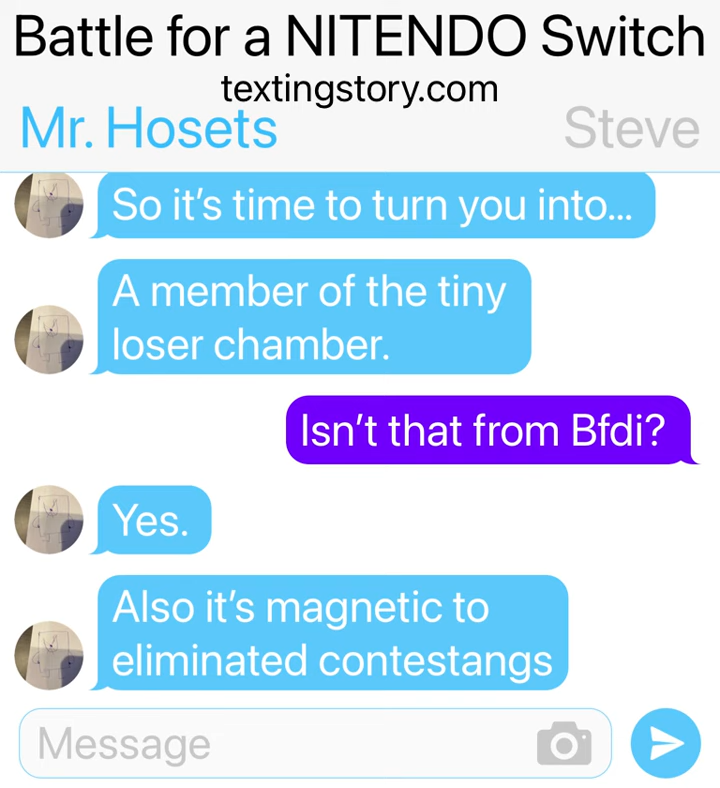 Battle for a NITENDO Switch
textingstory.com
Mr. Hosets
Steve
So it's time to turn you into...
A member of the tiny
loser chamber.
Isn't that from Bfdi?
Yes.
Also it's magnetic to
eliminated contestangs
Message